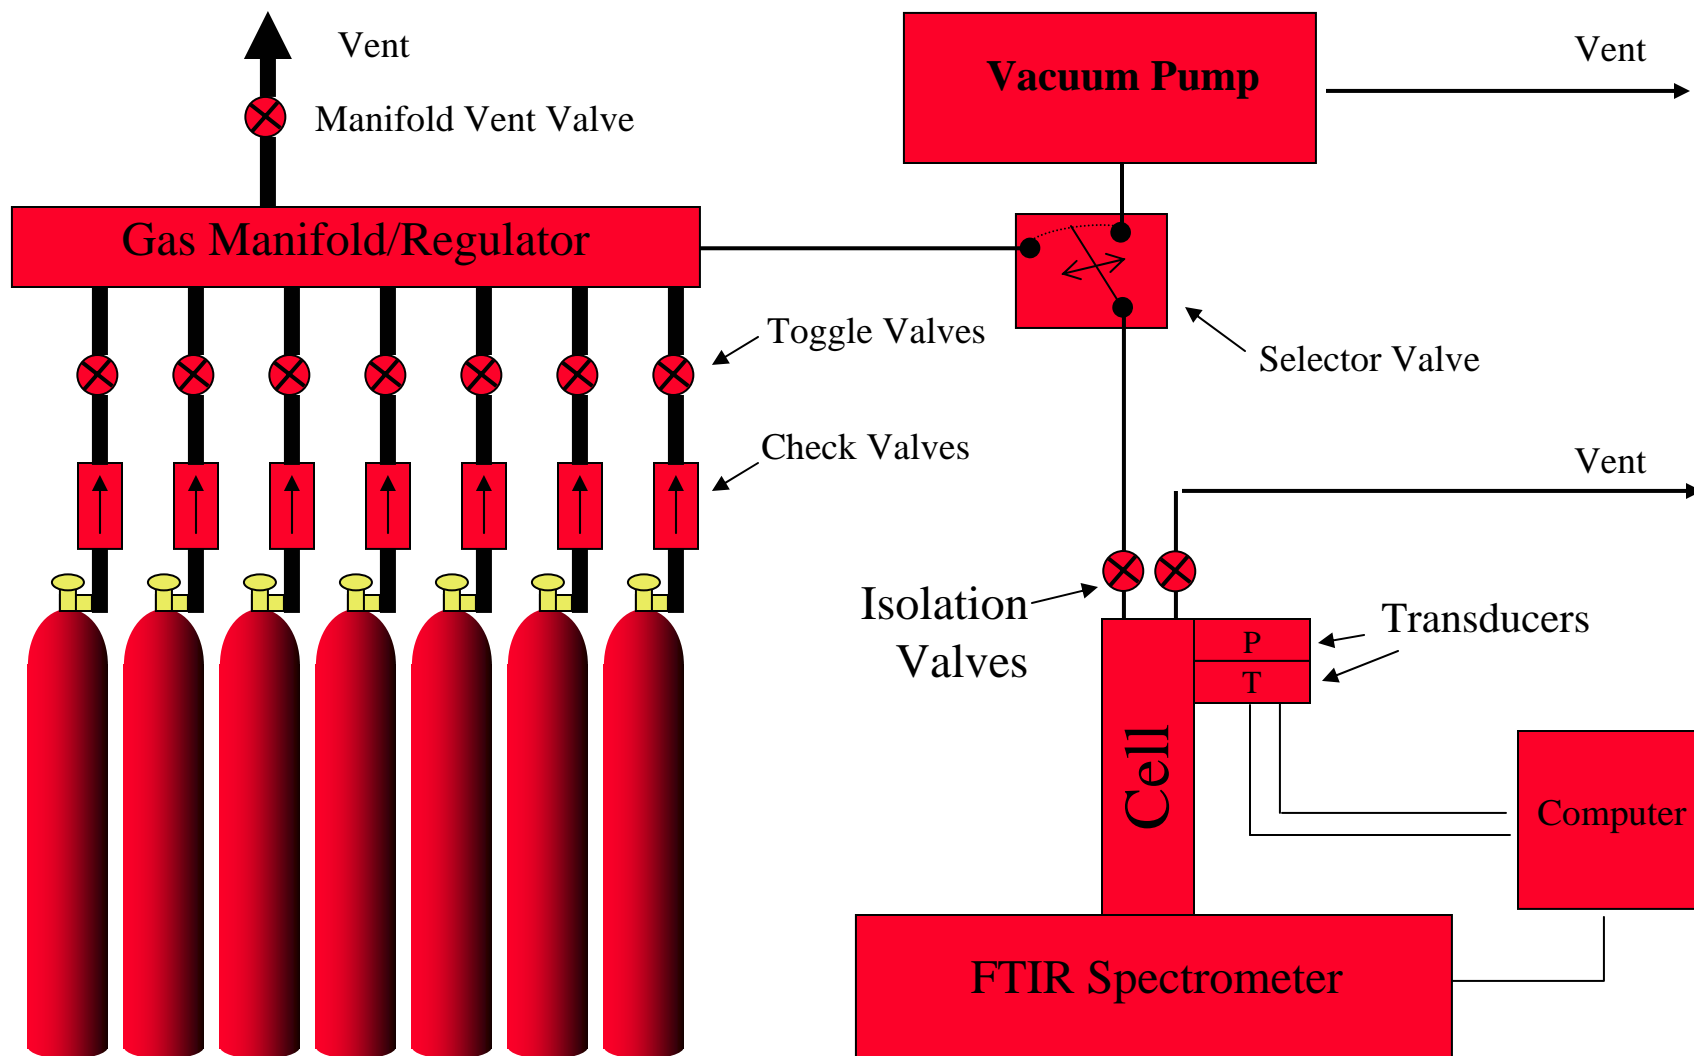 Vent
Manifold Vent Valve
Gas Manifold/Regulator
Vacuum Pump
Vent
Toggle Valves
Selector Valve
Check Valves
Vent
Isolation
Valves
Transducers
P
T
Cell
Computer
FTIR Spectrometer